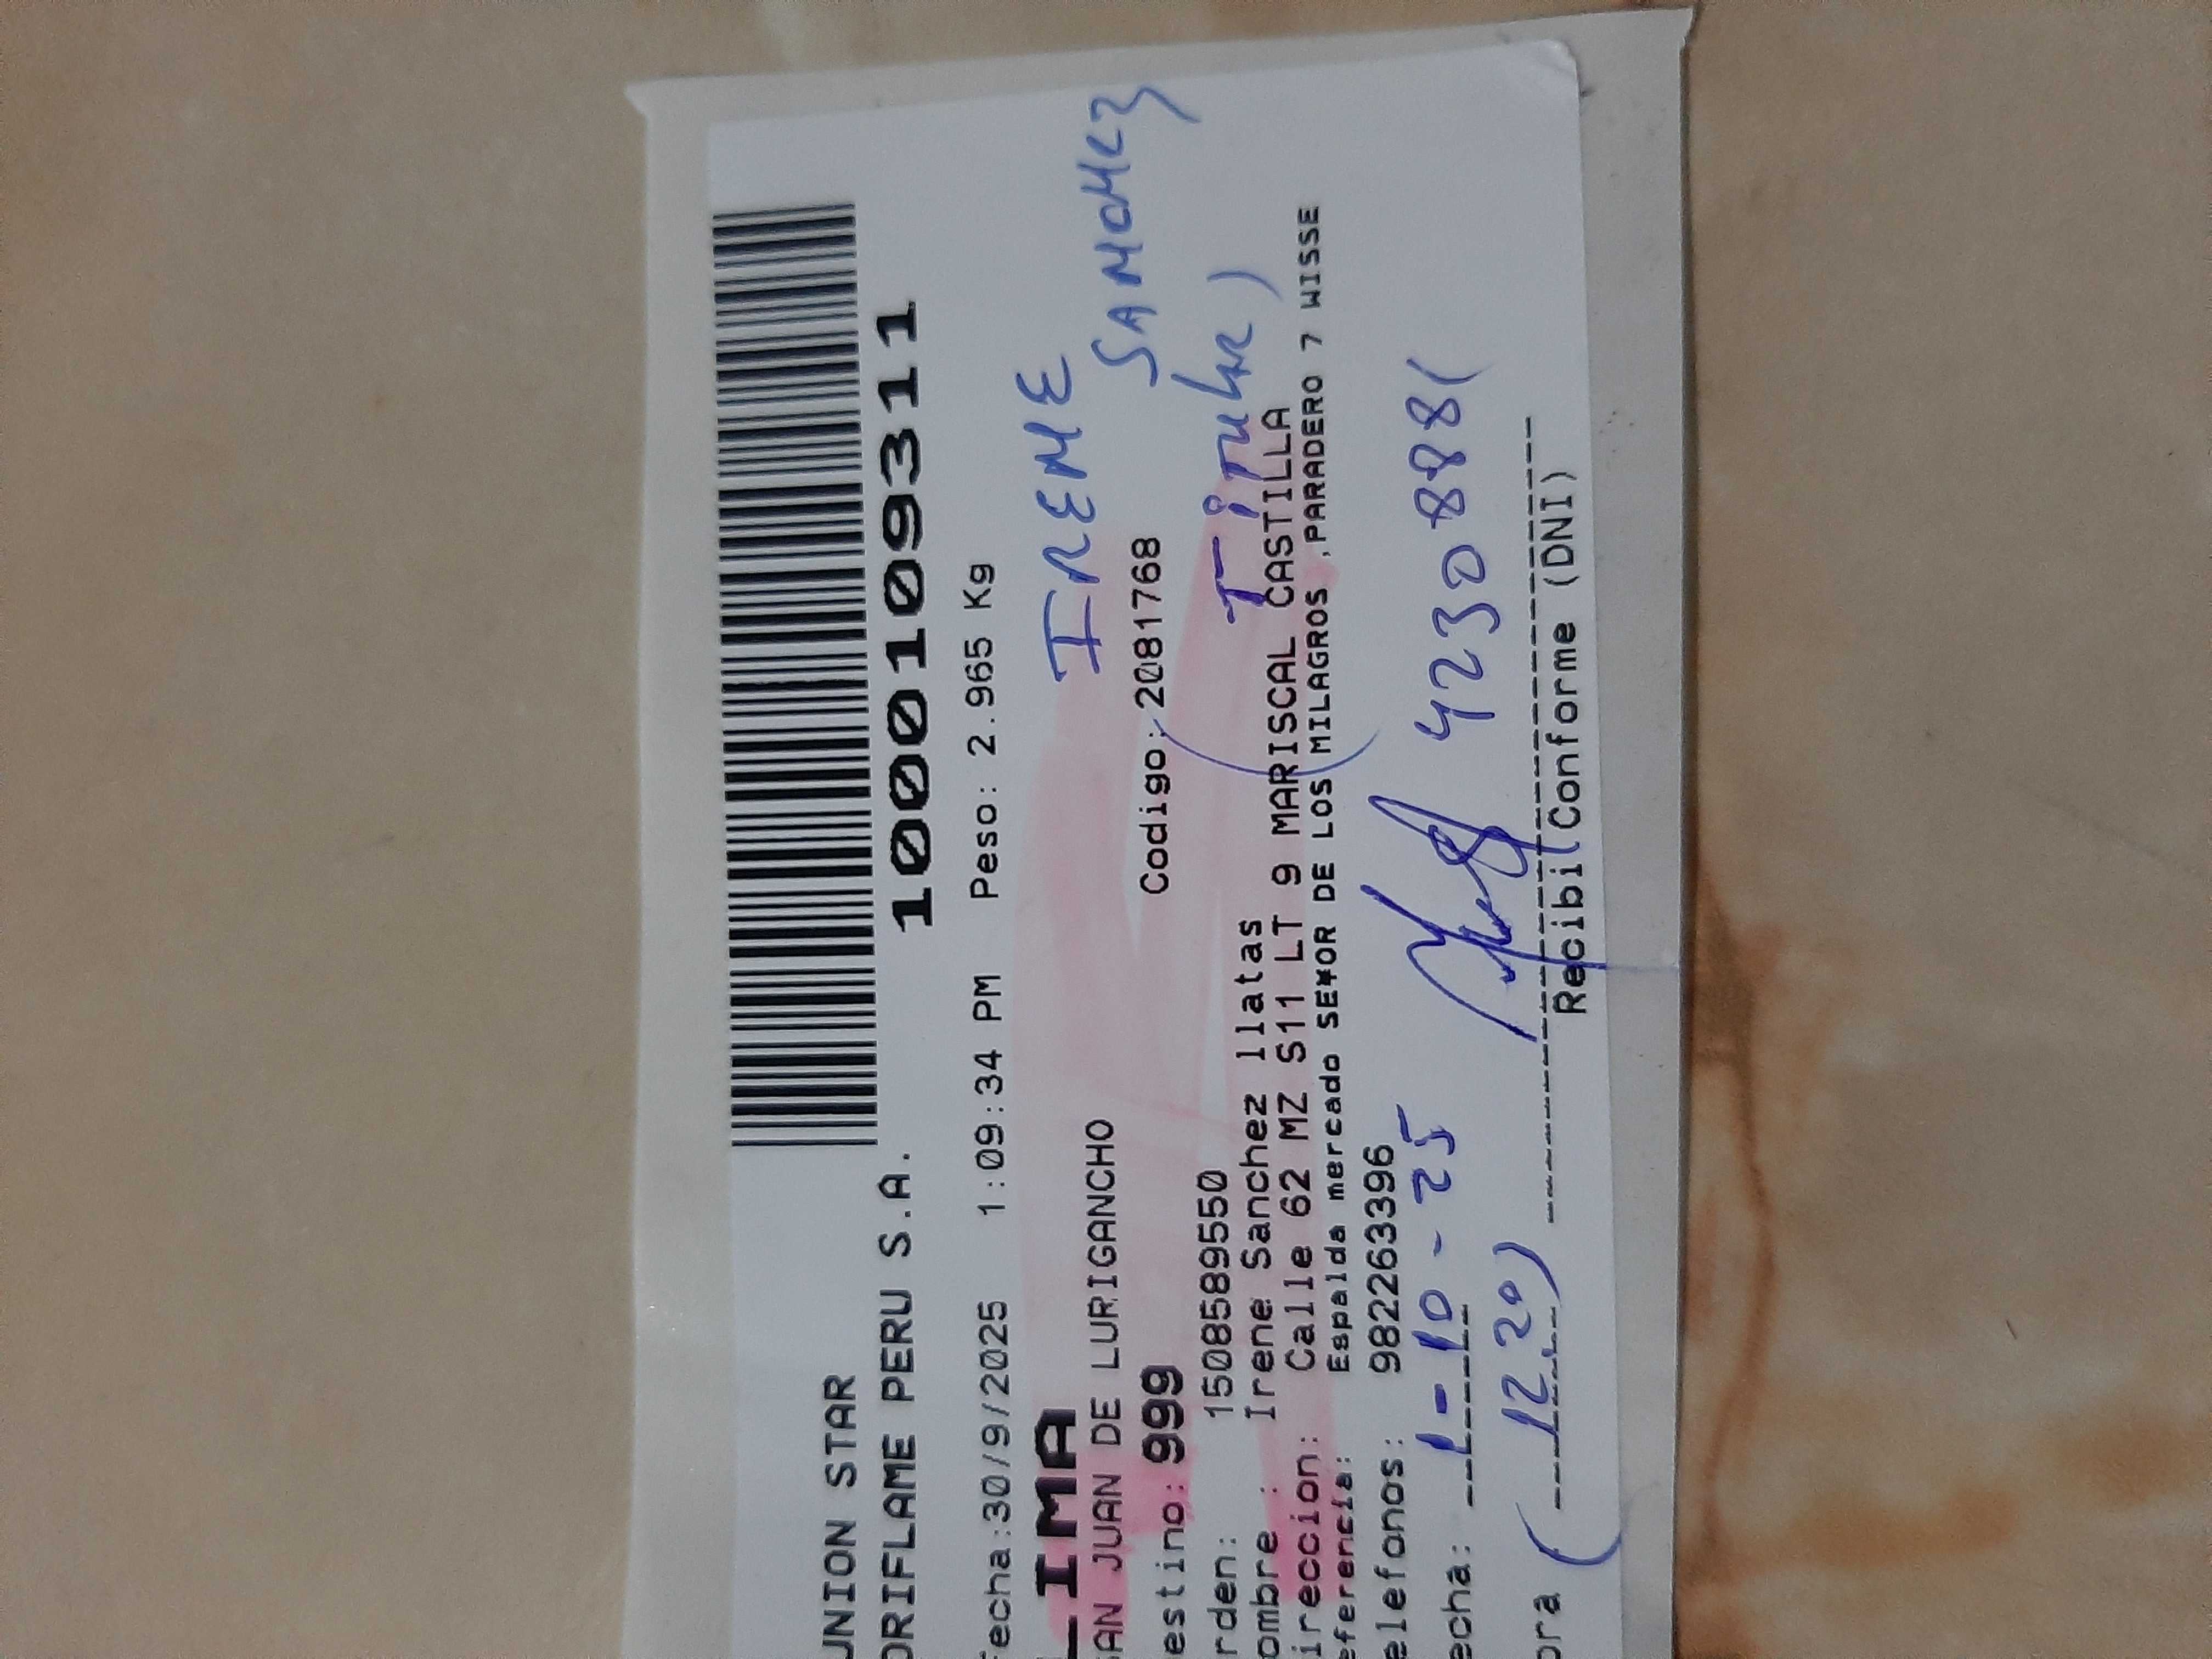 UNION STAR
ORIFLAME PERU S.A.
1000109311
fecha:30/9/2025 1:09:34 PM Peso: 2.965 Kg
LIMA
IRENE
SAN JUAN DE LURIGANCHO
SANCHEZ
estino: 999 Codigo: 2081768
rden: 15085895550
(Titular)
ombre : Irene Sanchez llatas
ireccion: Calle 62 MZ S11 LT 9 MARISCAL CASTILLA
eferencia: Espalda mercado SE¥OR DE LOS MILAGROS ,PARADERO 7 WISSE
elefonos: 982263396
echa: 1-10-25
42308881
ora (12 20)
Recibi Conforme (DNI)